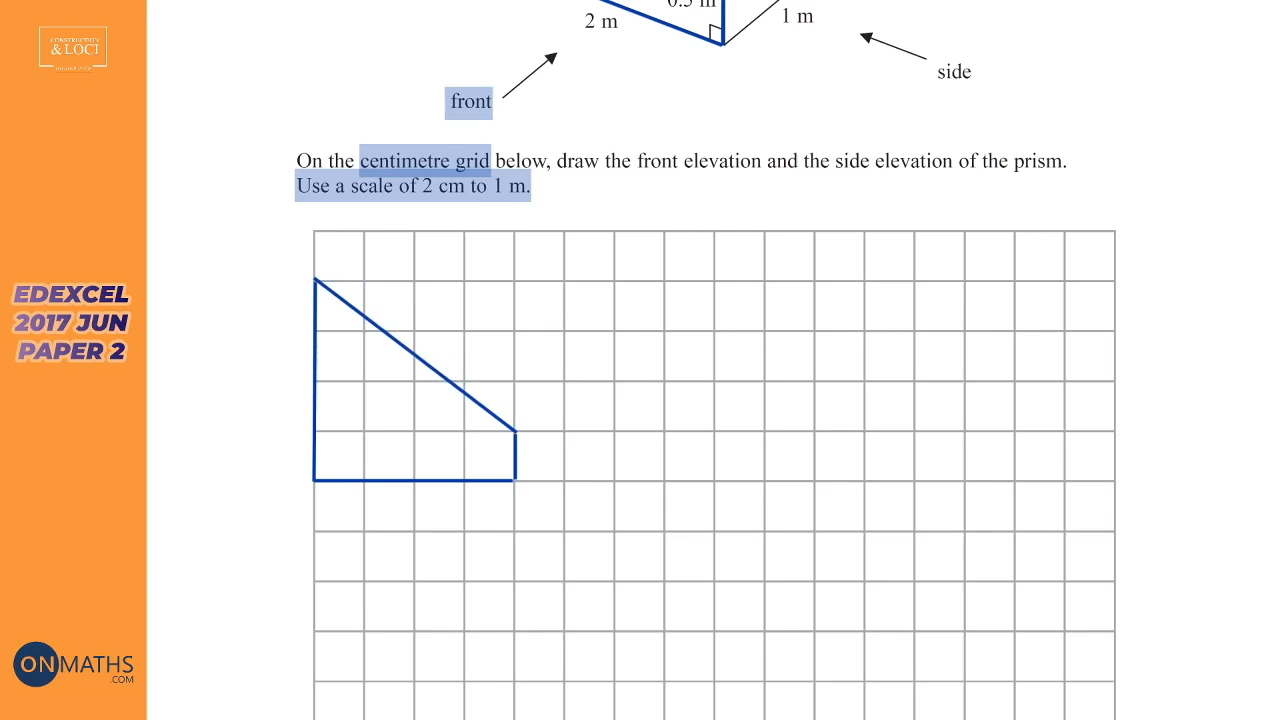 CONSTRUCTION
& LOCI
0.5 m
2 m
1 m
side
front
On the centimetre grid below, draw the front elevation and the side elevation of the prism.
Use a scale of 2 cm to 1 m.
EDEXCEL
2017 JUN
PAPER 2
ONMATHS
.COM